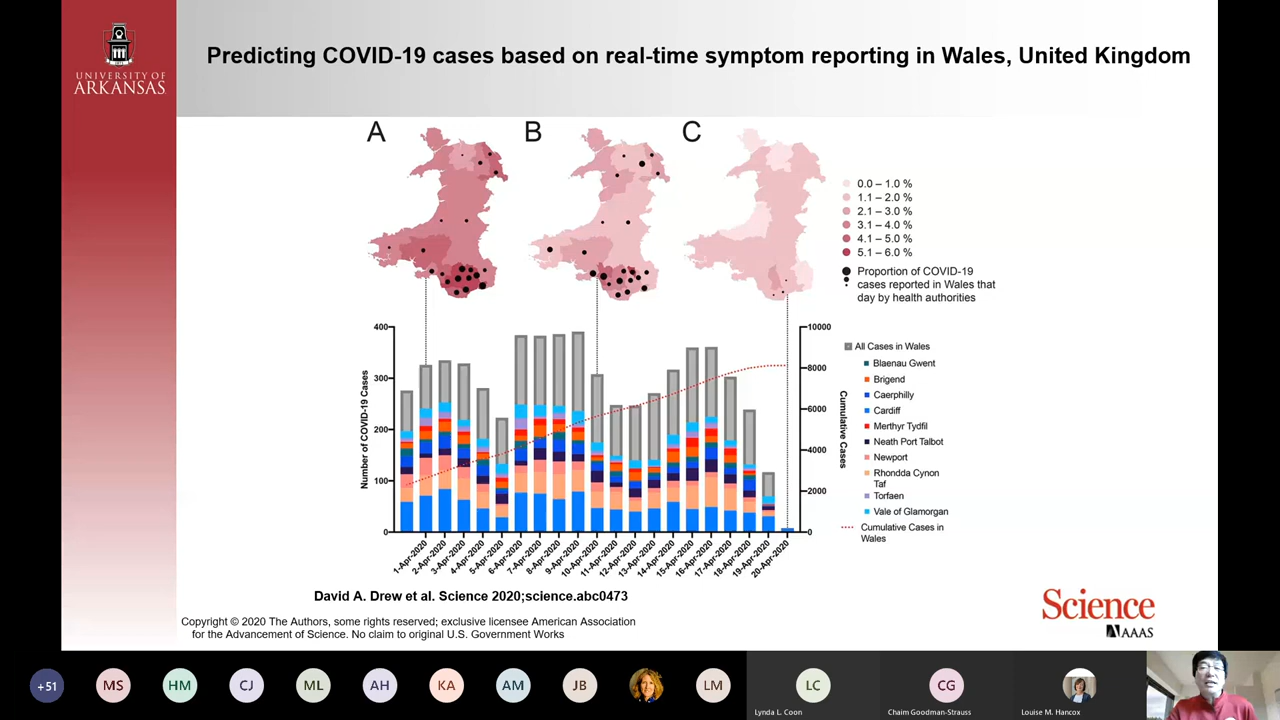 UNIVERSITY OF
ARKANSAS
Predicting COVID-19 cases based on real-time symptom reporting in Wales, United Kingdom
A
B
C
0.0 – 1.0 %
1.1 – 2.0 %
2.1 – 3.0 %
3.1 – 4.0 %
4.1 – 5.0 %
5.1 – 6.0 %
Proportion of COVID-19
cases reported in Wales that
day by health authorities
400
300
200
100
0
Number of COVID-19 Cases
10000
8000
6000
4000
2000
0
Cumulative Cases
All Cases in Wales
Blaenau Gwent
Brigend
Caerphilly
Cardiff
Merthyr Tydfil
Neath Port Talbot
Newport
Rhondda Cynon
Taf
Torfaen
Vale of Glamorgan
Cumulative Cases in
Wales
1-Apr-2020
2-Apr-2020
3-Apr-2020
4-Apr-2020
5-Apr-2020
6-Apr-2020
7-Apr-2020
8-Apr-2020
9-Apr-2020
10-Apr-2020
11-Apr-2020
12-Apr-2020
13-Apr-2020
14-Apr-2020
15-Apr-2020
16-Apr-2020
17-Apr-2020
18-Apr-2020
19-Apr-2020
20-Apr-2020
David A. Drew et al. Science 2020;science.abc0473
Copyright © 2020 The Authors, some rights reserved; exclusive licensee American Association
for the Advancement of Science. No claim to original U.S. Government Works
Science
AAAS
+51
MS
HM
CJ
ML
AH
KA
AM
JB
LM
LC
CG
Lynda L. Coon
Chaim Goodman-Strauss
Louise M. Hancox